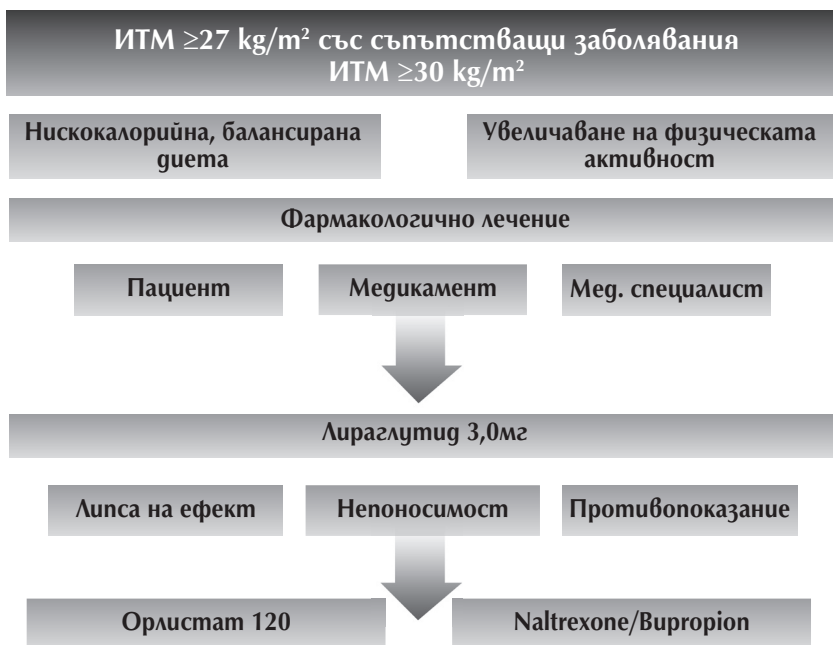 ИТМ ≥27 kg/m² със съпътстващи заболявания
ИТМ ≥30 kg/m²
Нискокалорийна, балансирана
диета
Увеличаване на физическата
активност
Фармакологично лечение
Пациент
Медикамент
Мед. специалист
Лираглутид 3,0мг
Липса на ефект
Непоносимост
Противопоказание
Орлистат 120
Naltrexone/Bupropion